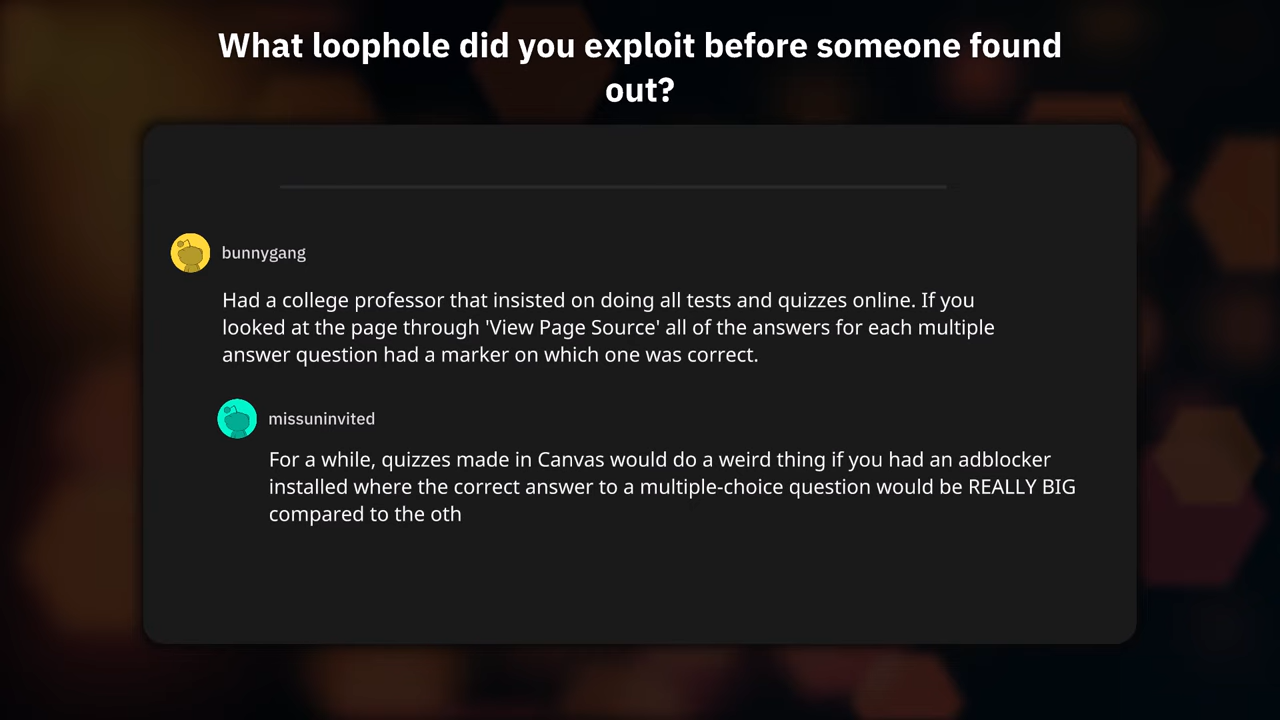 What loophole did you exploit before someone found
out?
bunnygang
Had a college professor that insisted on doing all tests and quizzes online. If you
looked at the page through 'View Page Source' all of the answers for each multiple
answer question had a marker on which one was correct.
missuninvited
For a while, quizzes made in Canvas would do a weird thing if you had an adblocker
installed where the correct answer to a multiple-choice question would be REALLY BIG
compared to the oth